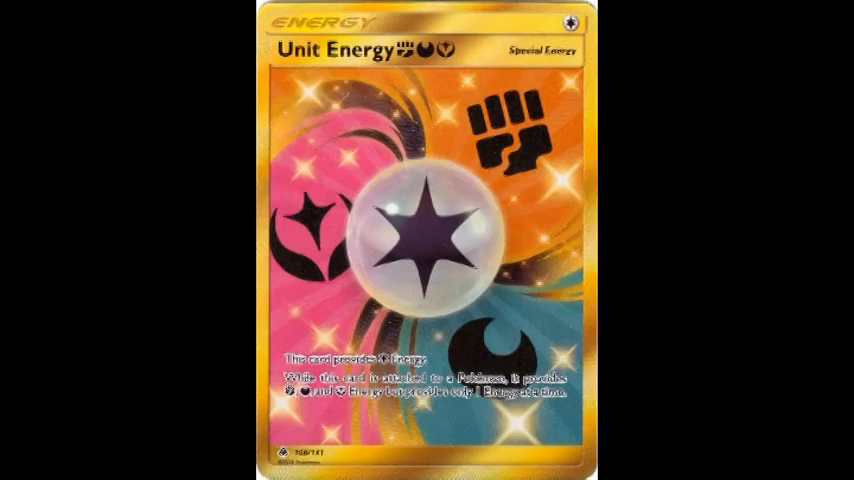 ENERGY
Unit Energy
Special Energy
This card provides Energy.
While this card is attached to a Pokémon, it provides
, , and Energy but provides only 1 Energy at a time.
/131